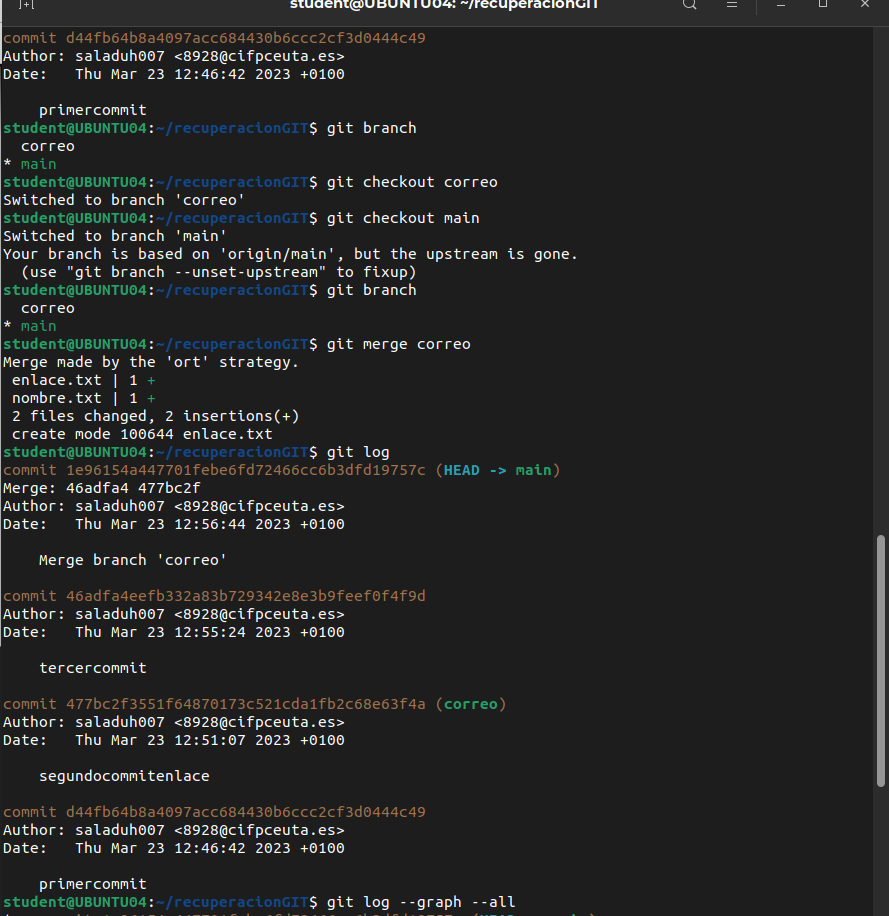 student@UBUNTU04: ~/recuperacionGIT
commit d44fb64b8a4097acc684430b6ccc2cf3d0444c49
Author: saladuh007 <8928@cifpceuta.es>
Date:   Thu Mar 23 12:46:42 2023 +0100
    primercommit
student@UBUNTU04:~/recuperacionGIT$ git branch
  correo
* main
student@UBUNTU04:~/recuperacionGIT$ git checkout correo
Switched to branch 'correo'
student@UBUNTU04:~/recuperacionGIT$ git checkout main
Switched to branch 'main'
Your branch is based on 'origin/main', but the upstream is gone.
  (use "git branch --unset-upstream" to fixup)
student@UBUNTU04:~/recuperacionGIT$ git branch
  correo
* main
student@UBUNTU04:~/recuperacionGIT$ git merge correo
Merge made by the 'ort' strategy.
 enlace.txt | 1 +
 nombre.txt | 1 +
 2 files changed, 2 insertions(+)
 create mode 100644 enlace.txt
student@UBUNTU04:~/recuperacionGIT$ git log
commit 1e96154a447701febe6fd72466cc6b3dfd19757c (HEAD -> main)
Merge: 46adfa4 477bc2f
Author: saladuh007 <8928@cifpceuta.es>
Date:   Thu Mar 23 12:56:44 2023 +0100
    Merge branch 'correo'
commit 46adfa4eefb332a83b729342e8e3b9feef0f4f9d
Author: saladuh007 <8928@cifpceuta.es>
Date:   Thu Mar 23 12:55:24 2023 +0100
    tercercommit
commit 477bc2f3551f64870173c521cda1fb2c68e63f4a (correo)
Author: saladuh007 <8928@cifpceuta.es>
Date:   Thu Mar 23 12:51:07 2023 +0100
    segundocommitenlace
commit d44fb64b8a4097acc684430b6ccc2cf3d0444c49
Author: saladuh007 <8928@cifpceuta.es>
Date:   Thu Mar 23 12:46:42 2023 +0100
    primercommit
student@UBUNTU04:~/recuperacionGIT$ git log --graph --all